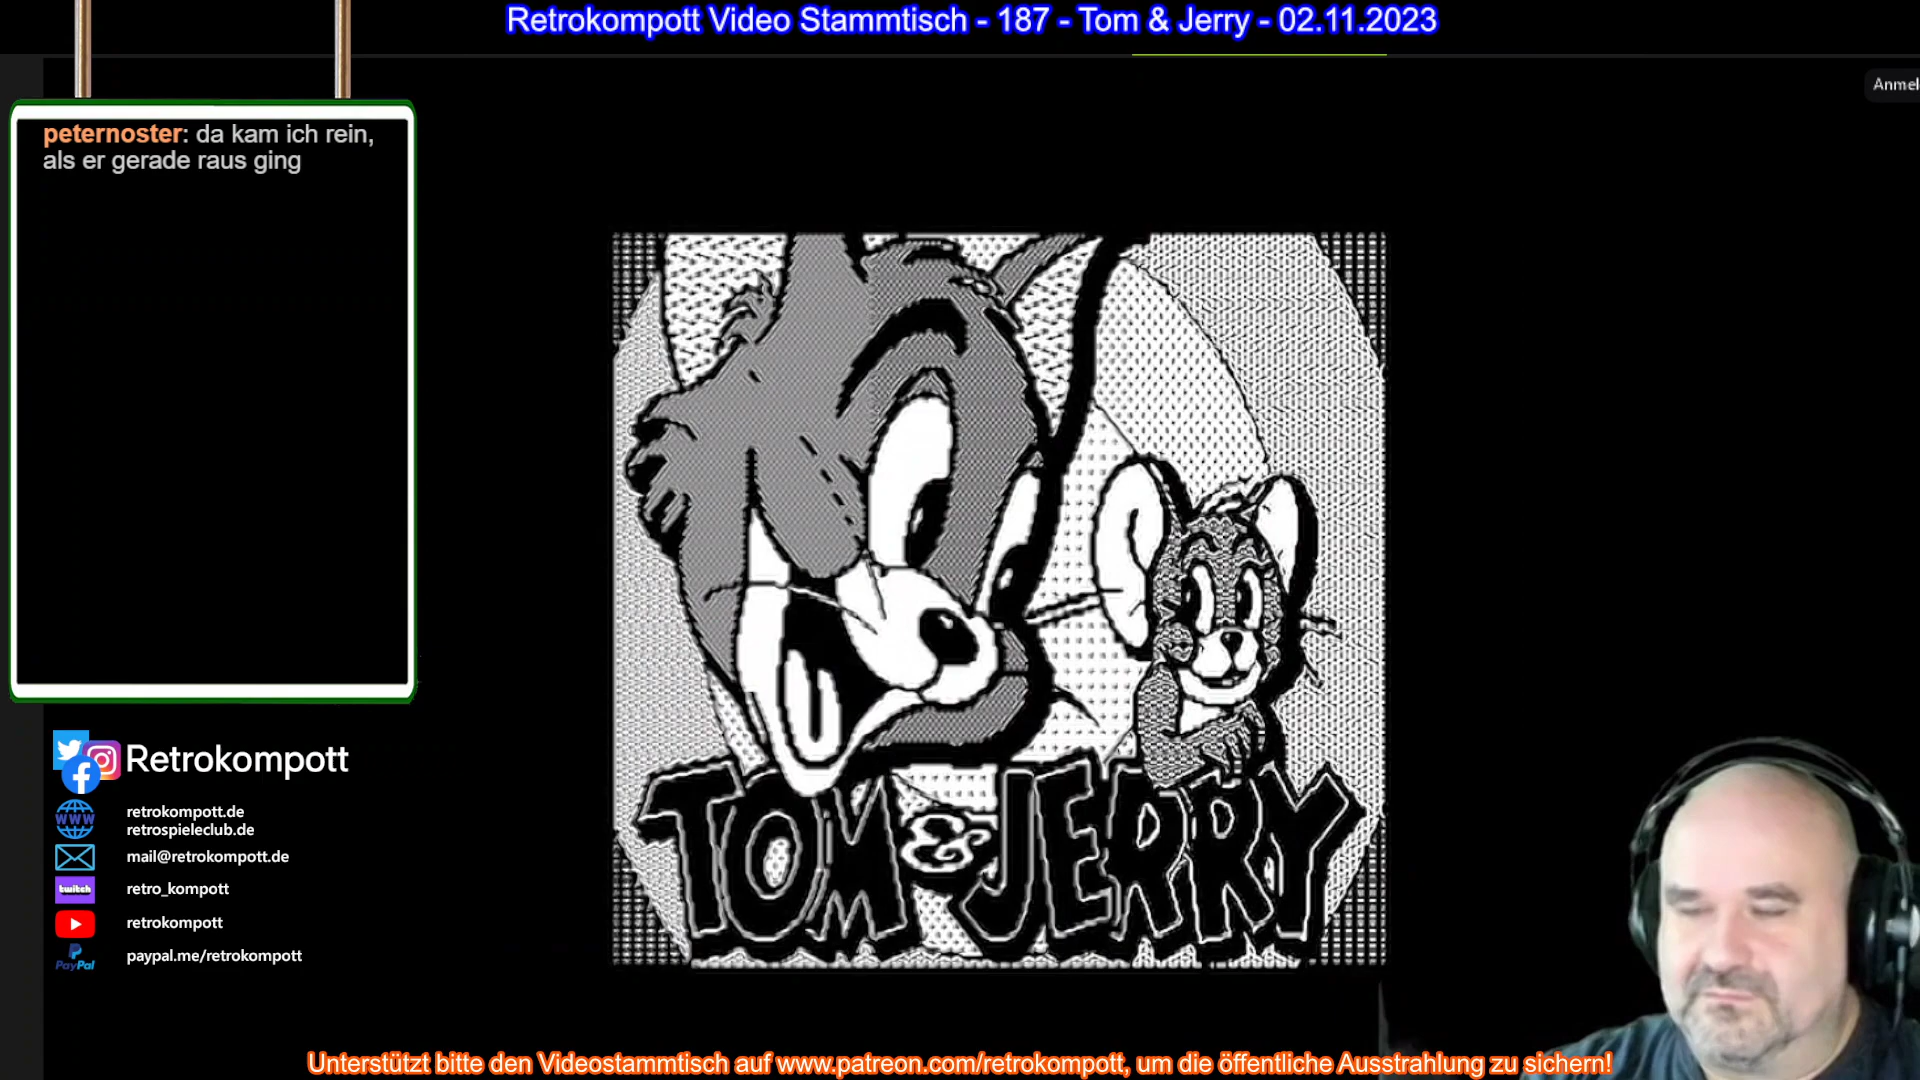 Retrokompott Video Stammtisch - 187 - Tom & Jerry - 02.11.2023
Anmel
peternoster: da kam ich rein,
als er gerade raus ging
TOM & JERRY
Retrokompott
WWW
retrokompott.de
retrospieleclub.de
mail@retrokompott.de
twitch
retro_kompott
retrokompott
PayPal
paypal.me/retrokompott
Unterstützt bitte den Videostammtisch auf www.patreon.com/retrokompott, um die öffentliche Ausstrahlung zu sichern!